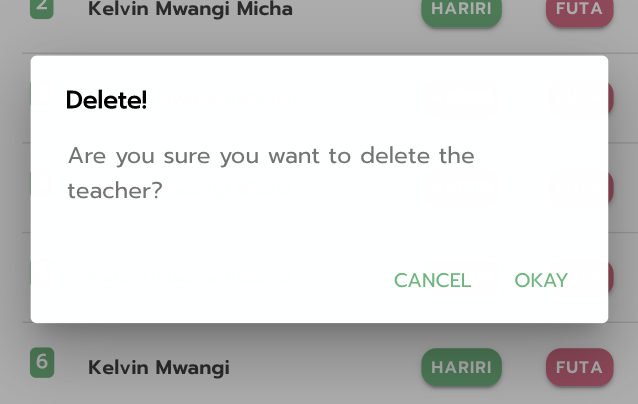 2 Kelvin Mwangi Micha HARIRI FUTA
Delete!
Are you sure you want to delete the
teacher?
CANCEL OKAY
6 Kelvin Mwangi HARIRI FUTA